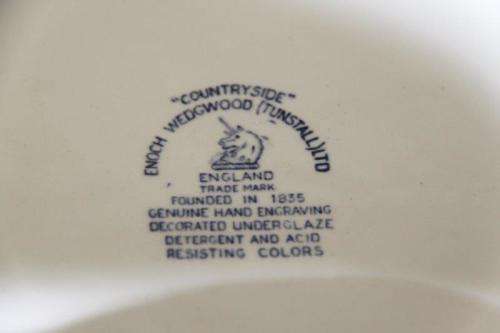 "COUNTRYSIDE"
ENOCH WEDGWOOD (TUNSTALL) LTD
ENGLAND
TRADE MARK
FOUNDED IN 1835
GENUINE HAND ENGRAVING
DECORATED UNDERGLAZE
DETERGENT AND ACID
RESISTING COLORS